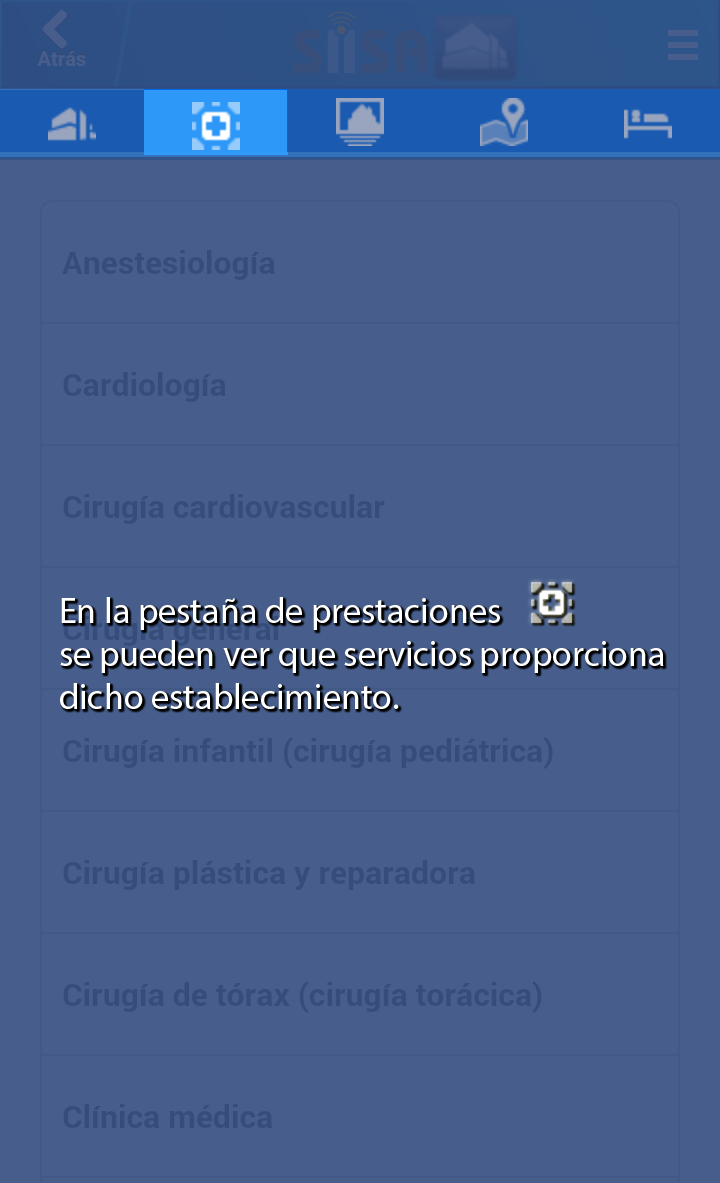 Atrás
SIISA
Anestesiología
Cardiología
Cirugía cardiovascular
Cirugía general
En la pestaña de prestaciones
se pueden ver que servicios proporciona
dicho establecimiento.
Cirugía infantil (cirugía pediátrica)
Cirugía plástica y reparadora
Cirugía de tórax (cirugía torácica)
Clínica médica